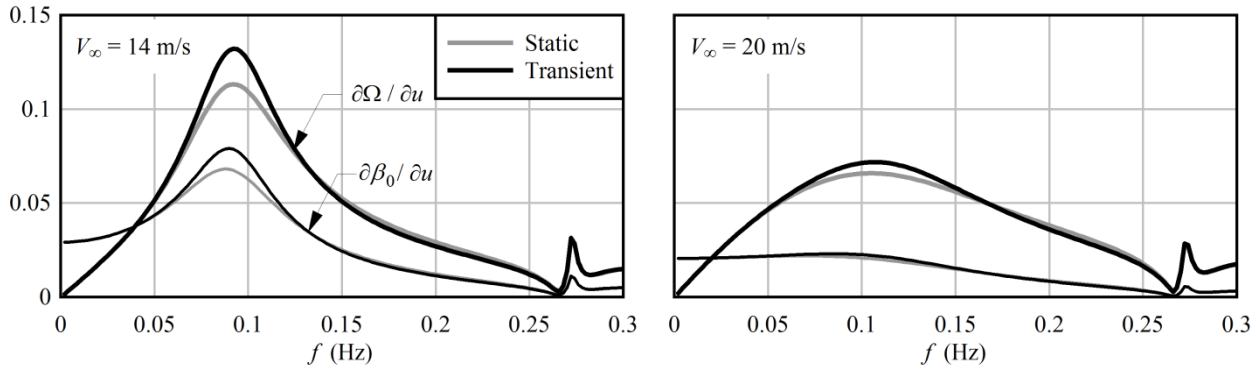 0.15
V∞ = 14 m/s
Static
Transient
V∞ = 20 m/s
0.1
∂Ω / ∂u
∂β₀ / ∂u
0.05
0
0 0.05 0.1 0.15 0.2 0.25 0.3
f (Hz)
0 0.05 0.1 0.15 0.2 0.25 0.3
f (Hz)